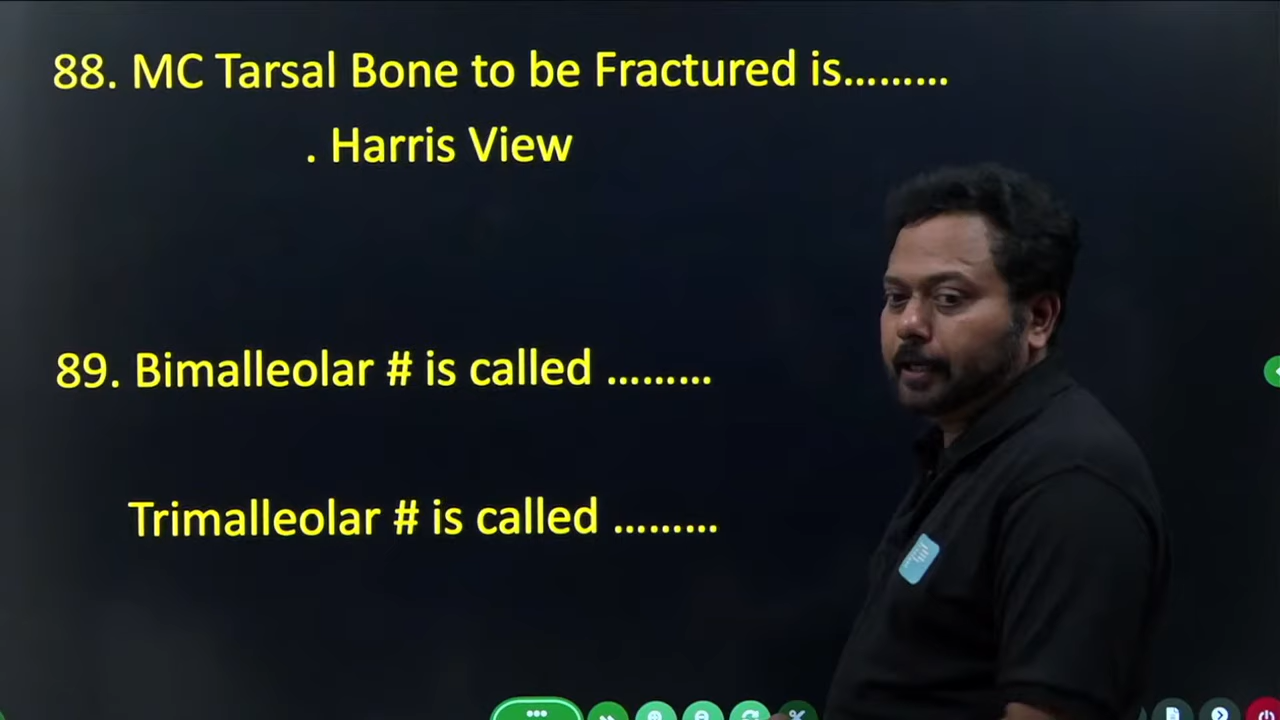 88. MC Tarsal Bone to be Fractured is.........
. Harris View
89. Bimalleolar # is called .........
Trimalleolar # is called .........